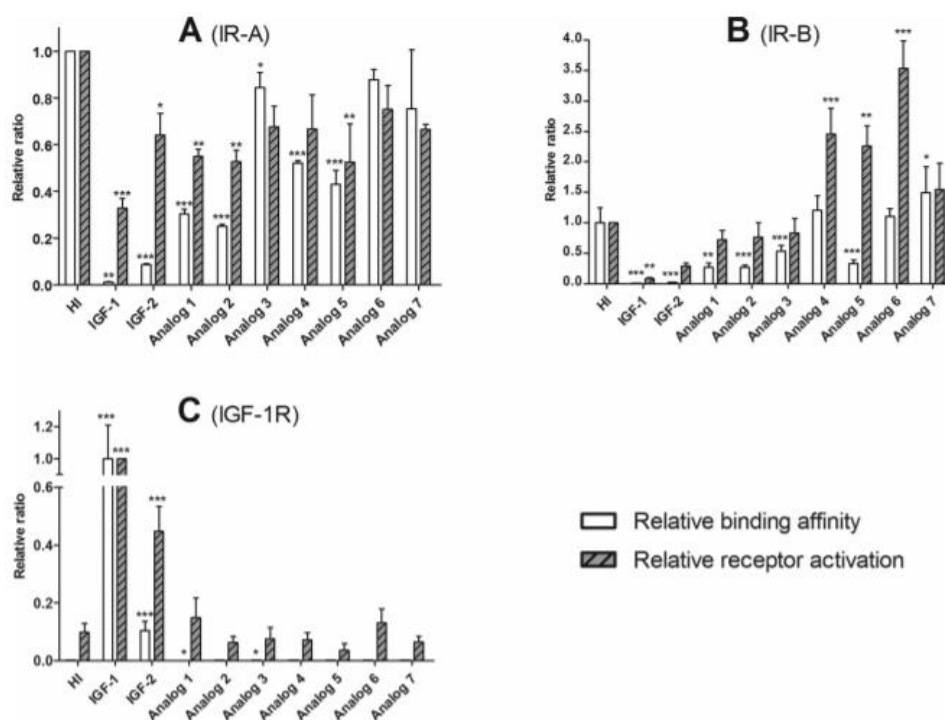 A (IR-A)
Relative ratio
1.0
0.8
0.6
0.4
0.2
0.0
*
*
***
**
**
**
***
***
***
***
**
***
HI
IGF-1
IGF-2
Analog 1
Analog 2
Analog 3
Analog 4
Analog 5
Analog 6
Analog 7
B (IR-B)
Relative ratio
4.0
3.5
3.0
2.5
2.0
1.5
1.0
0.5
0.0
***
***
**
*
***
**
***
***
*** **
***
HI
IGF-1
IGF-2
Analog 1
Analog 2
Analog 3
Analog 4
Analog 5
Analog 6
Analog 7
C (IGF-1R)
Relative ratio
1.2
1.0
0.6
0.4
0.2
0.0
***
***
***
***
*
*
HI
IGF-1
IGF-2
Analog 1
Analog 2
Analog 3
Analog 4
Analog 5
Analog 6
Analog 7
Relative binding affinity
Relative receptor activation